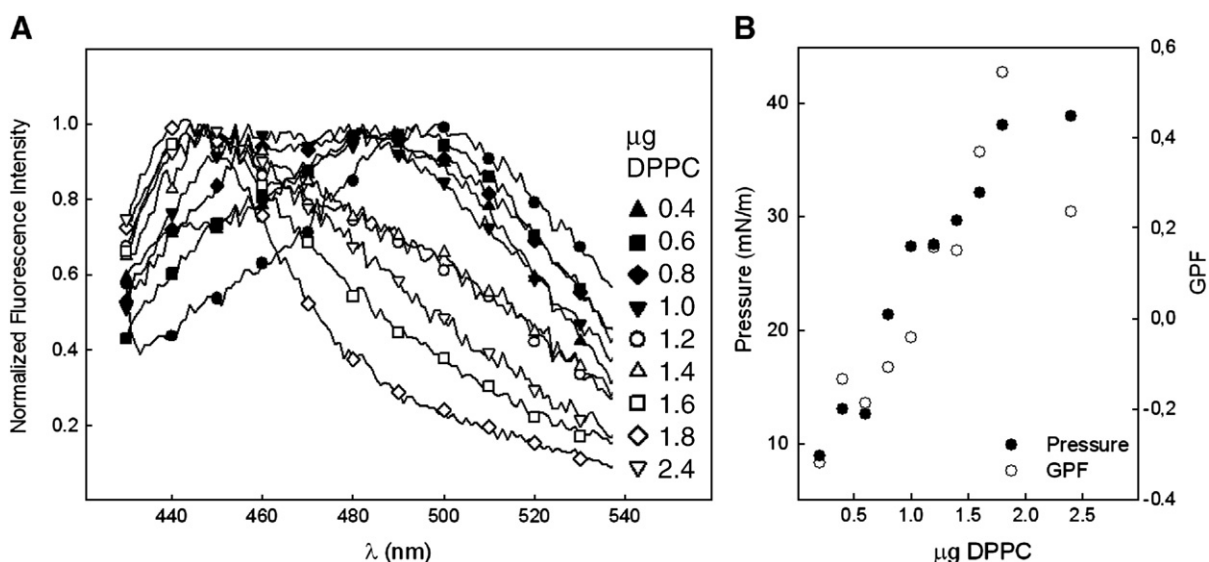 A
Normalized Fluorescence Intensity
1.0
0.8
0.6
0.4
0.2
440 460 480 500 520 540
λ (nm)
μg
DPPC
0.4
0.6
0.8
1.0
1.2
1.4
1.6
1.8
2.4
B
Pressure (mN/m)
40
30
20
10
0.5 1.0 1.5 2.0 2.5
μg DPPC
Pressure
GPF
0,6
0,4
0,2
0,0
-0,2
-0.4
GPF